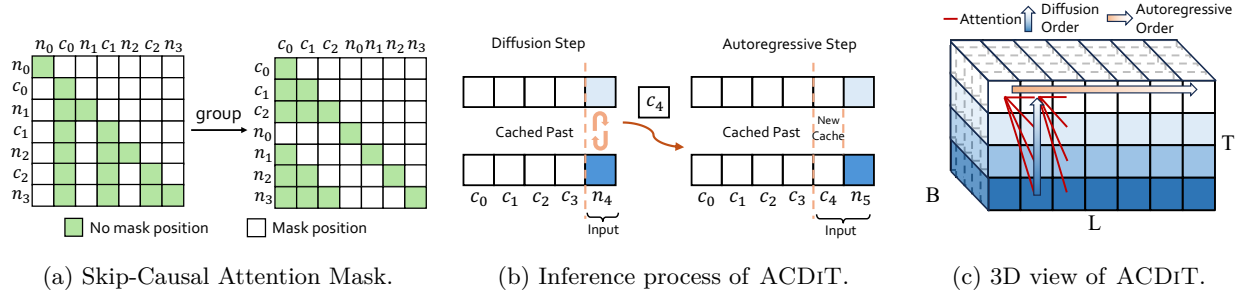 n₀ c₀ n₁ c₁ n₂ c₂ n₃
n₀
c₀
n₁
c₁
n₂
c₂
n₃
group
c₀ c₁ c₂ n₀ n₁ n₂ n₃
c₀
c₁
c₂
n₀
n₁
n₂
n₃
No mask position
Mask position
(a) Skip-Causal Attention Mask.
Diffusion Step
Cached Past
c₀ c₁ c₂ c₃ n₄
Input
c₄
Autoregressive Step
Cached Past
New
Cache
c₀ c₁ c₂ c₃ c₄ n₅
Input
(b) Inference process of ACDIT.
Attention
Diffusion
Order
Autoregressive
Order
T
B
L
(c) 3D view of ACDIT.